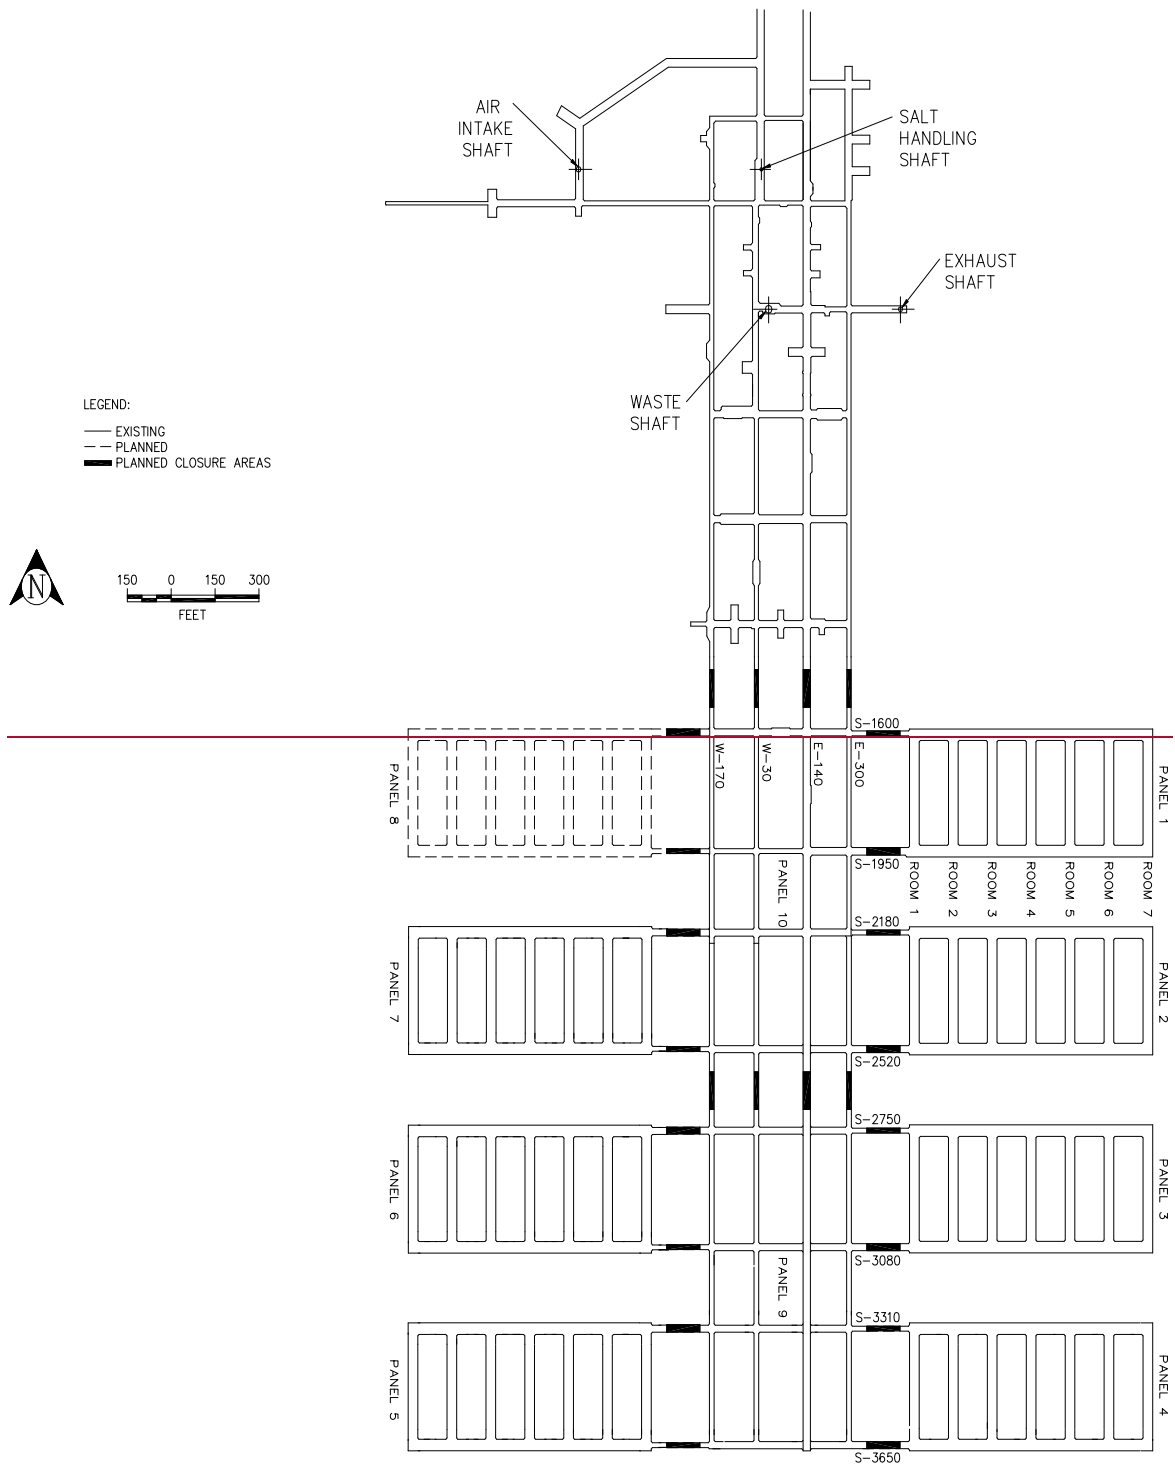 AIR
INTAKE
SHAFT
SALT
HANDLING
SHAFT
EXHAUST
SHAFT
WASTE
SHAFT
LEGEND:
EXISTING
PLANNED
PLANNED CLOSURE AREAS
N
150 0 150 300
FEET
S-1600
W-170
W-30
E-140
E-300
PANEL 8
PANEL 1
S-1950
PANEL 10
ROOM 1
ROOM 2
ROOM 3
ROOM 4
ROOM 5
ROOM 6
ROOM 7
S-2180
PANEL 7
PANEL 2
S-2520
S-2750
PANEL 6
PANEL 3
S-3080
PANEL 9
S-3310
PANEL 5
PANEL 4
S-3650